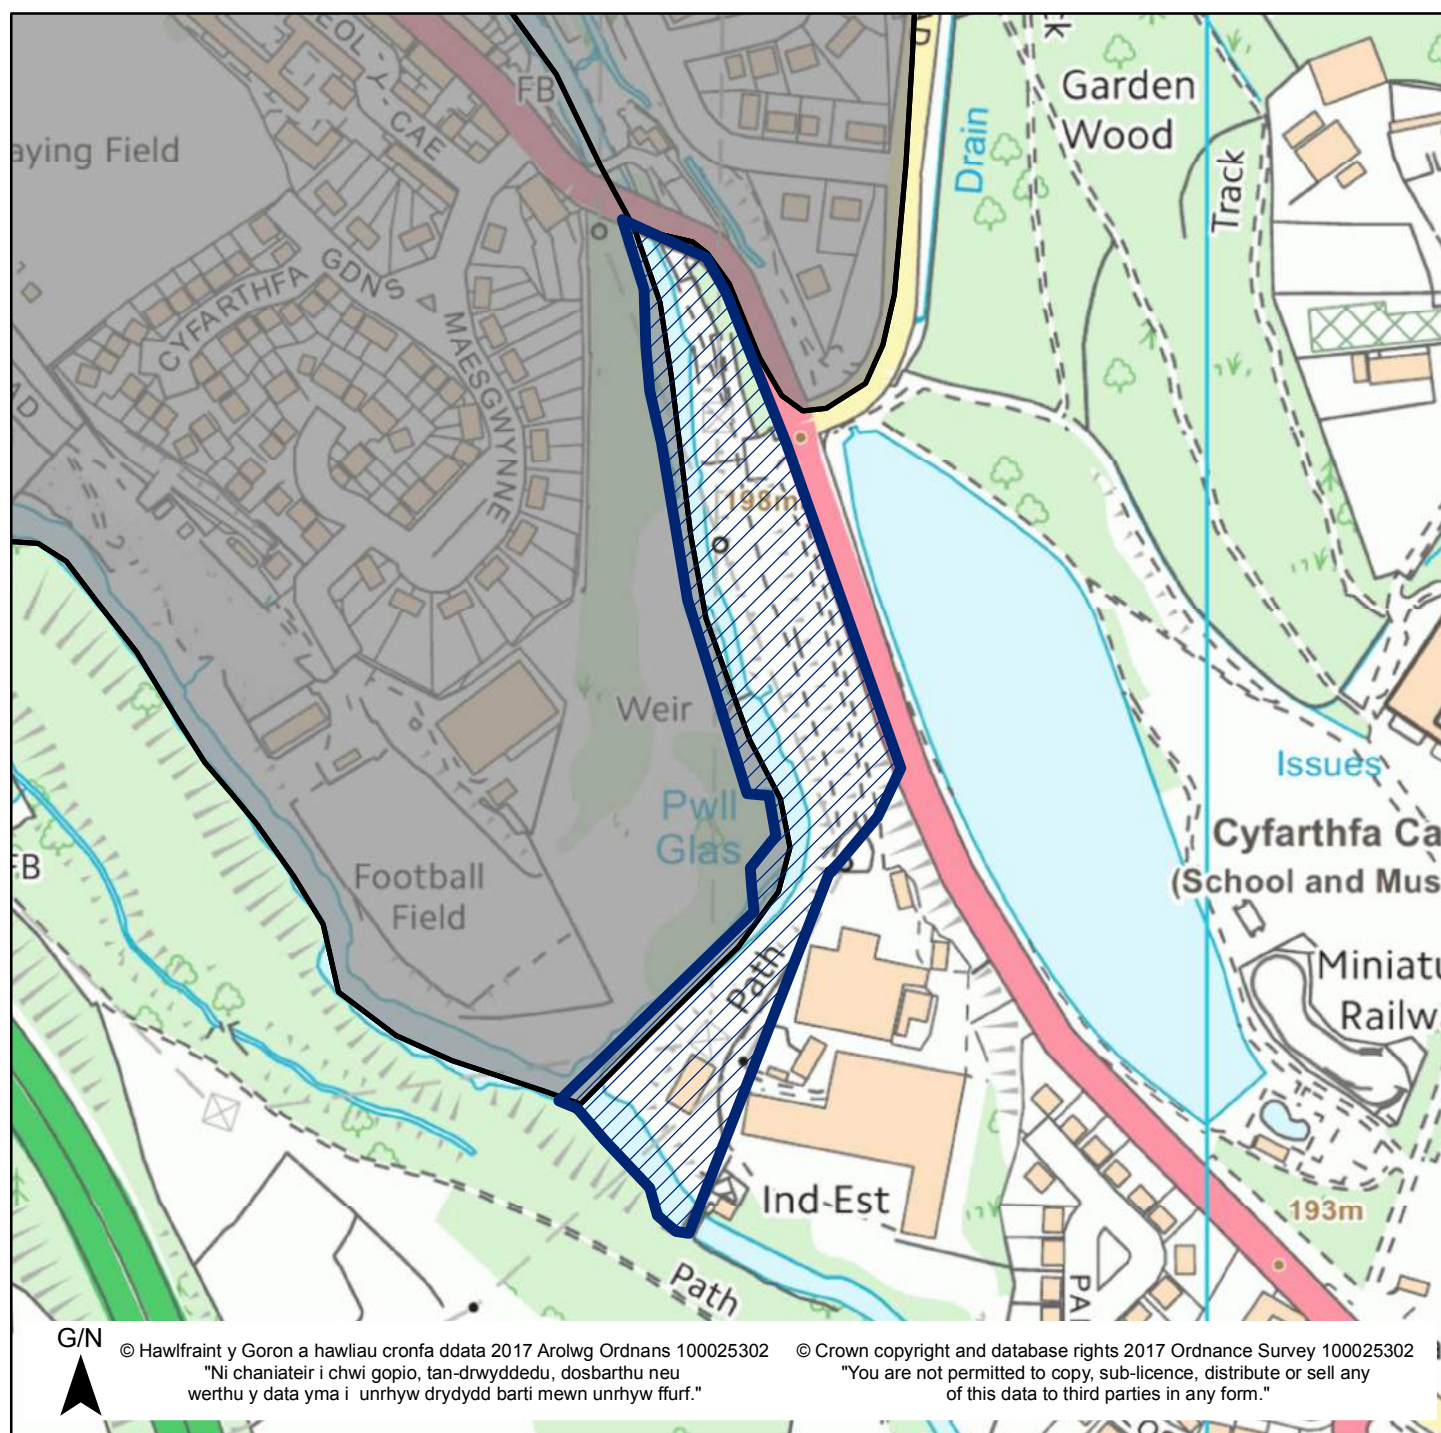 FB
aying Field
Garden
Wood
Drain
Track
CYFARTHFA GDNS
MAESGWYNNE
198m
Weir
Pwll
Glas
Football
Field
FB
Issues
Cyfarthfa Ca
(School and Mus
Miniatu
Railw
Path
Ind-Est
193m
Path
PA
G/N
© Hawlfraint y Goron a hawliau cronfa ddata 2017 Arolwg Ordnans 100025302
"Ni chaniateir i chwi gopio, tan-drwyddedu, dosbarthu neu
werthu y data yma i unrhyw drydydd barti mewn unrhyw ffurf."
© Crown copyright and database rights 2017 Ordnance Survey 100025302
"You are not permitted to copy, sub-licence, distribute or sell any
of this data to third parties in any form."